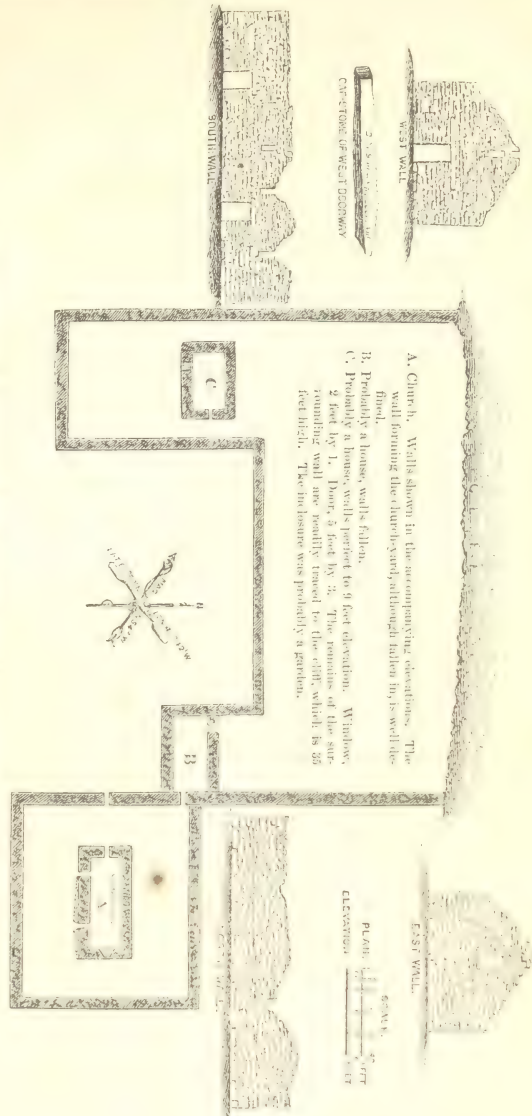 WEST WALL
CAPSTONE OF WEST DOORWAY
SOUTH WALL
A. Church. Walls shown in the accompanying elevations. The
wall forming the church-yard, although fallen in, is well de-
fined.
B. Probably a house, walls fallen.
C. Probably a house, walls perfect to 9 feet elevation. Window,
2 feet by 1. Door, 5 feet by 3. The remains of the sur-
rounding wall are readily traced to the cliff, which is 35
feet high. The inclosure was probably a garden.
C
B
A
EAST WALL.
SCALE.
PLAN
FEET
ELEVATION
FEET